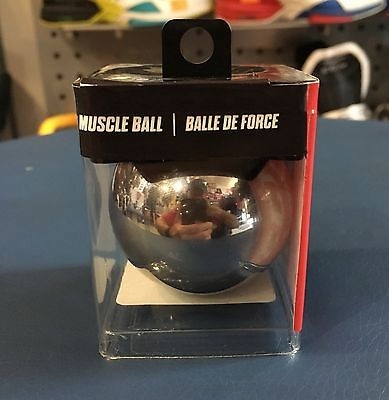 MUSCLE BALL | BALLE DE FORCE